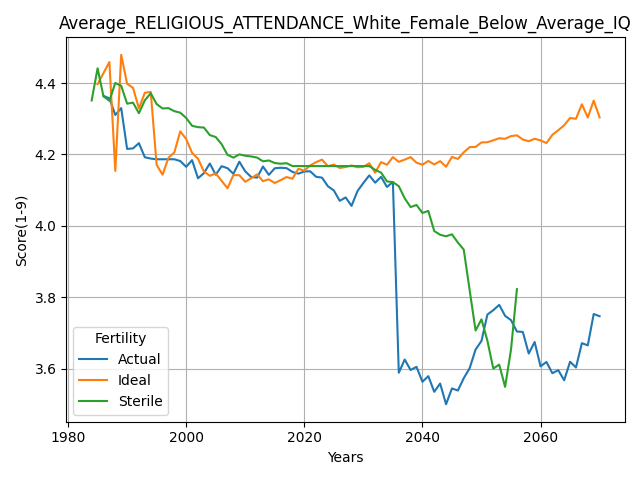 Average_RELIGIOUS_ATTENDANCE_White_Female_Below_Average_IQ
Score(1-9)
4.4
4.2
4.0
3.8
3.6
Fertility
Actual
Ideal
Sterile
1980
2000
2020
2040
2060
Years